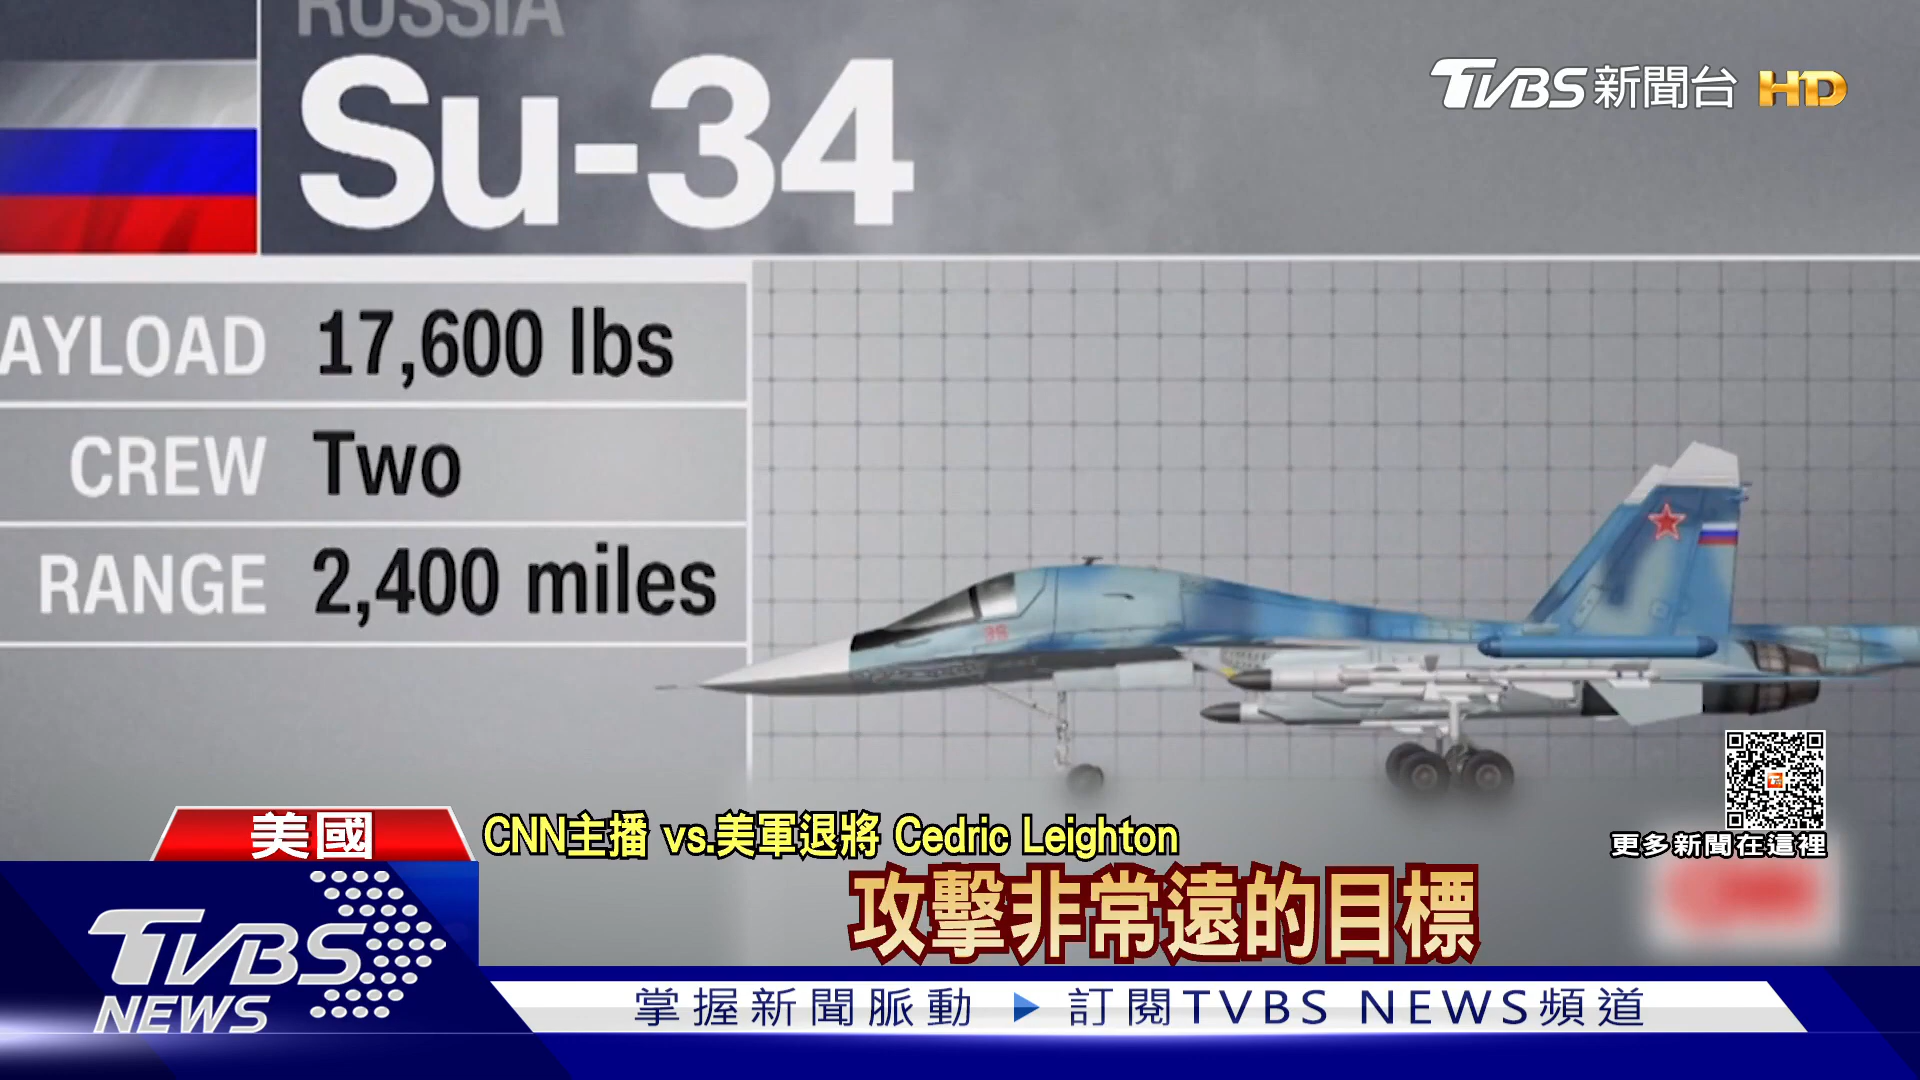 RUSSIA
Su-34
TVBS新聞台 HD
AYLOAD 17,600 lbs
CREW Two
RANGE 2,400 miles
38
更多新聞在這裡
美國
CNN主播 vs.美軍退將 Cedric Leighton
攻擊非常遠的目標
TVBS
NEWS
掌握新聞脈動 ▶ 訂閱TVBS NEWS頻道